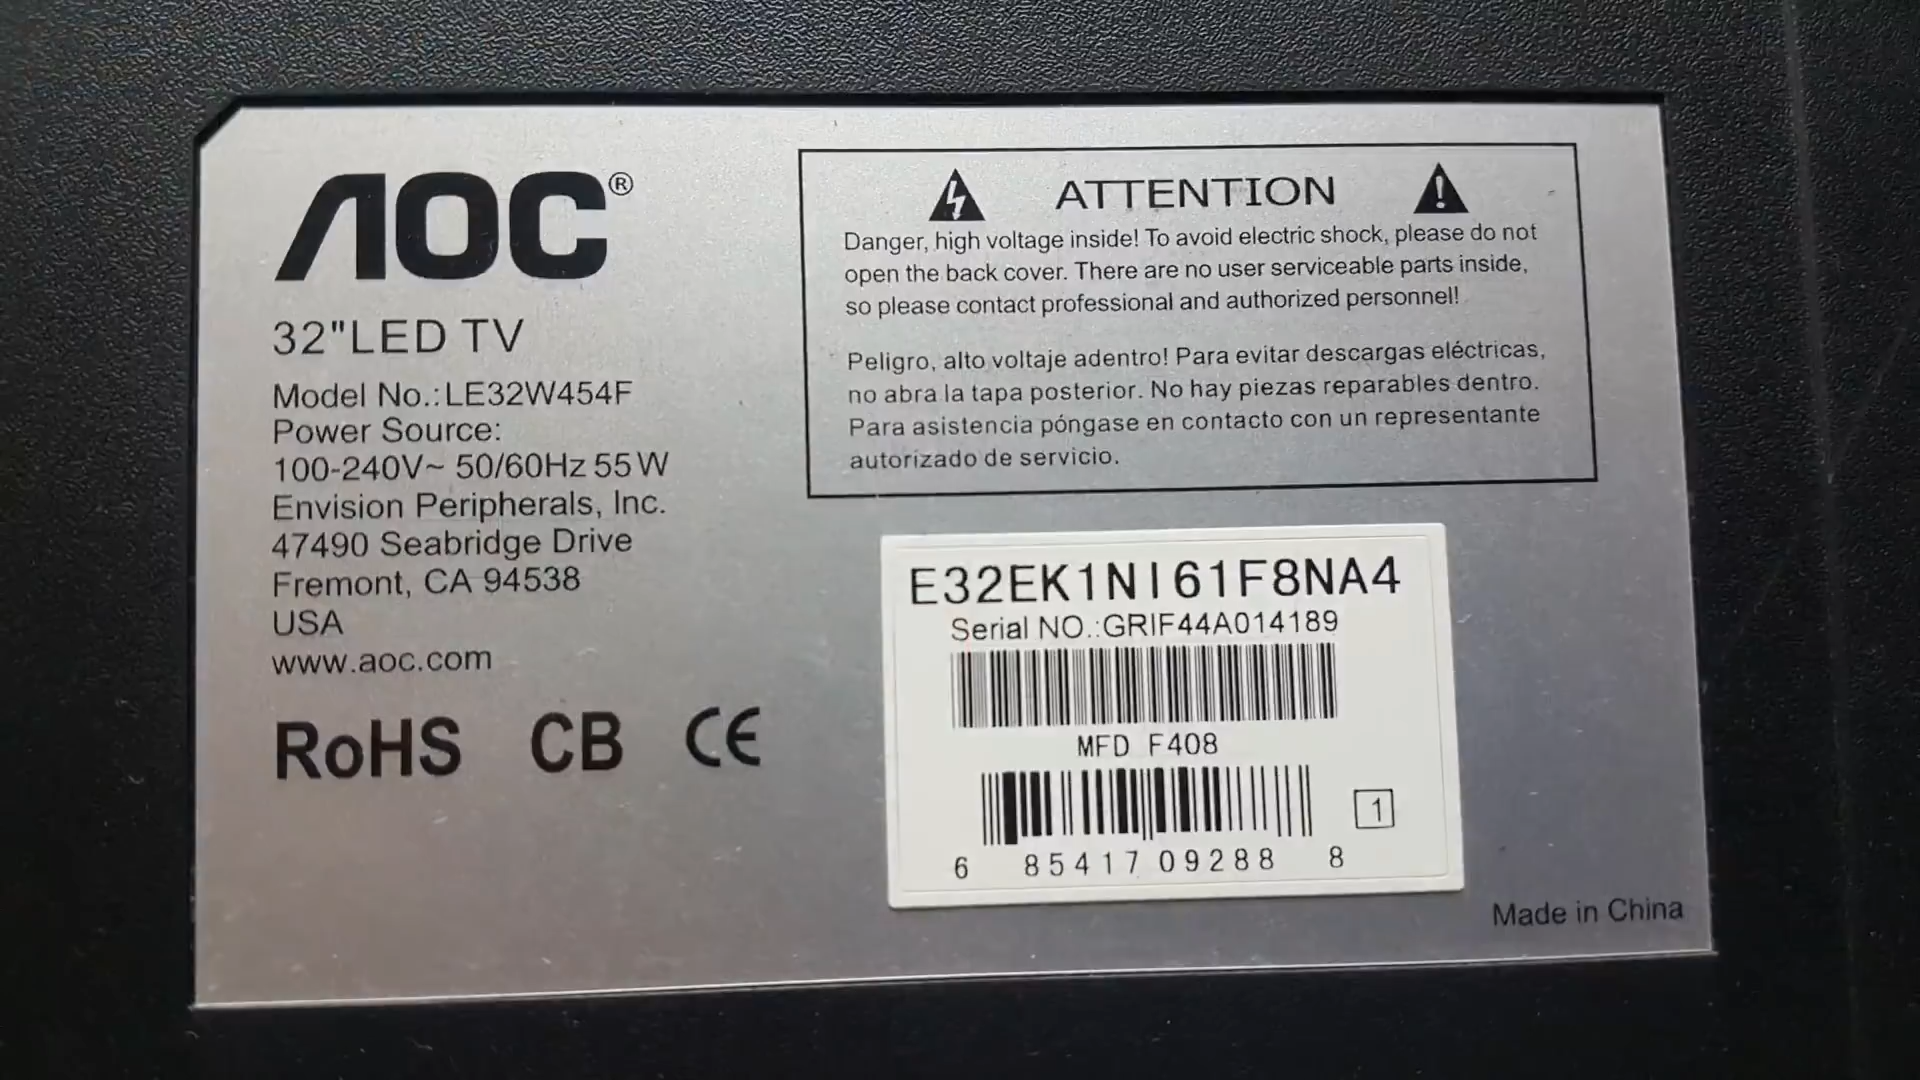 AOC®
32"LED TV
Model No.:LE32W454F
Power Source:
100-240V~ 50/60Hz 55W
Envision Peripherals, Inc.
47490 Seabridge Drive
Fremont, CA 94538
USA
www.aoc.com
RoHS CB CE
ATTENTION
Danger, high voltage inside! To avoid electric shock, please do not
open the back cover. There are no user serviceable parts inside,
so please contact professional and authorized personnel!
Peligro, alto voltaje adentro! Para evitar descargas eléctricas,
no abra la tapa posterior. No hay piezas reparables dentro.
Para asistencia póngase en contacto con un representante
autorizado de servicio.
E32EK1NI61F8NA4
Serial NO.:GRIF44A014189
MFD F408
1
6 85417 09288 8
Made in China